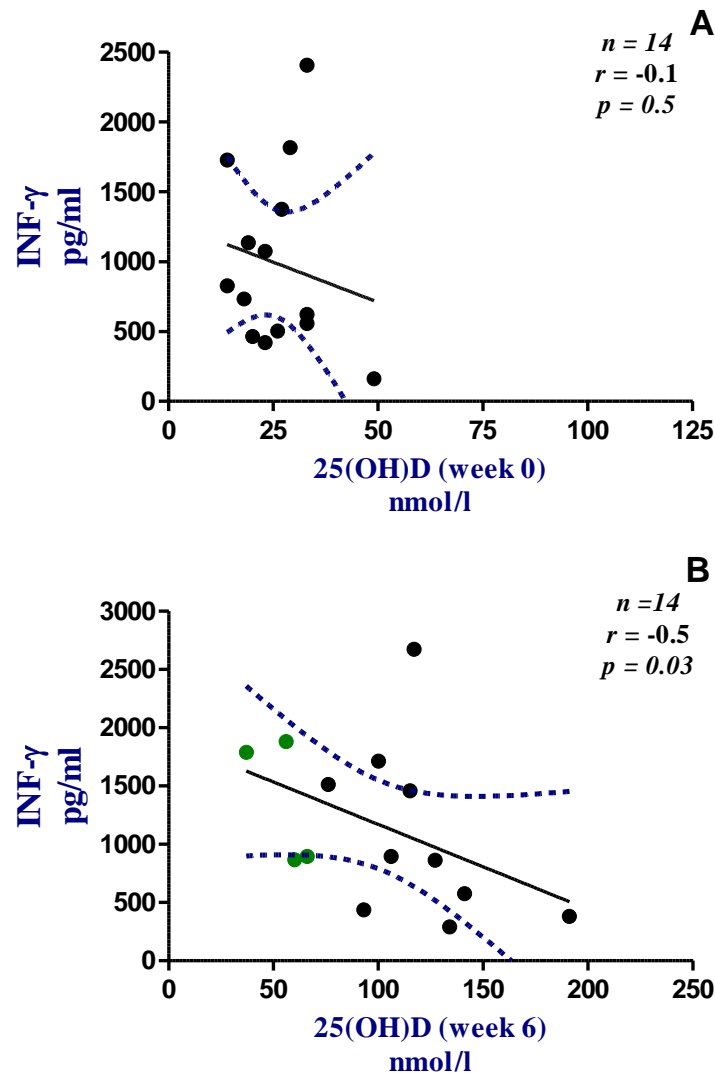 A
n = 14
r = -0.1
p = 0.5
2500
2000
1500
1000
500
0
INF-γ
pg/ml
0 25 50 75 100 125
25(OH)D (week 0)
nmol/l
B
n =14
r = -0.5
p = 0.03
3000
2500
2000
1500
1000
500
0
INF-γ
pg/ml
0 50 100 150 200 250
25(OH)D (week 6)
nmol/l